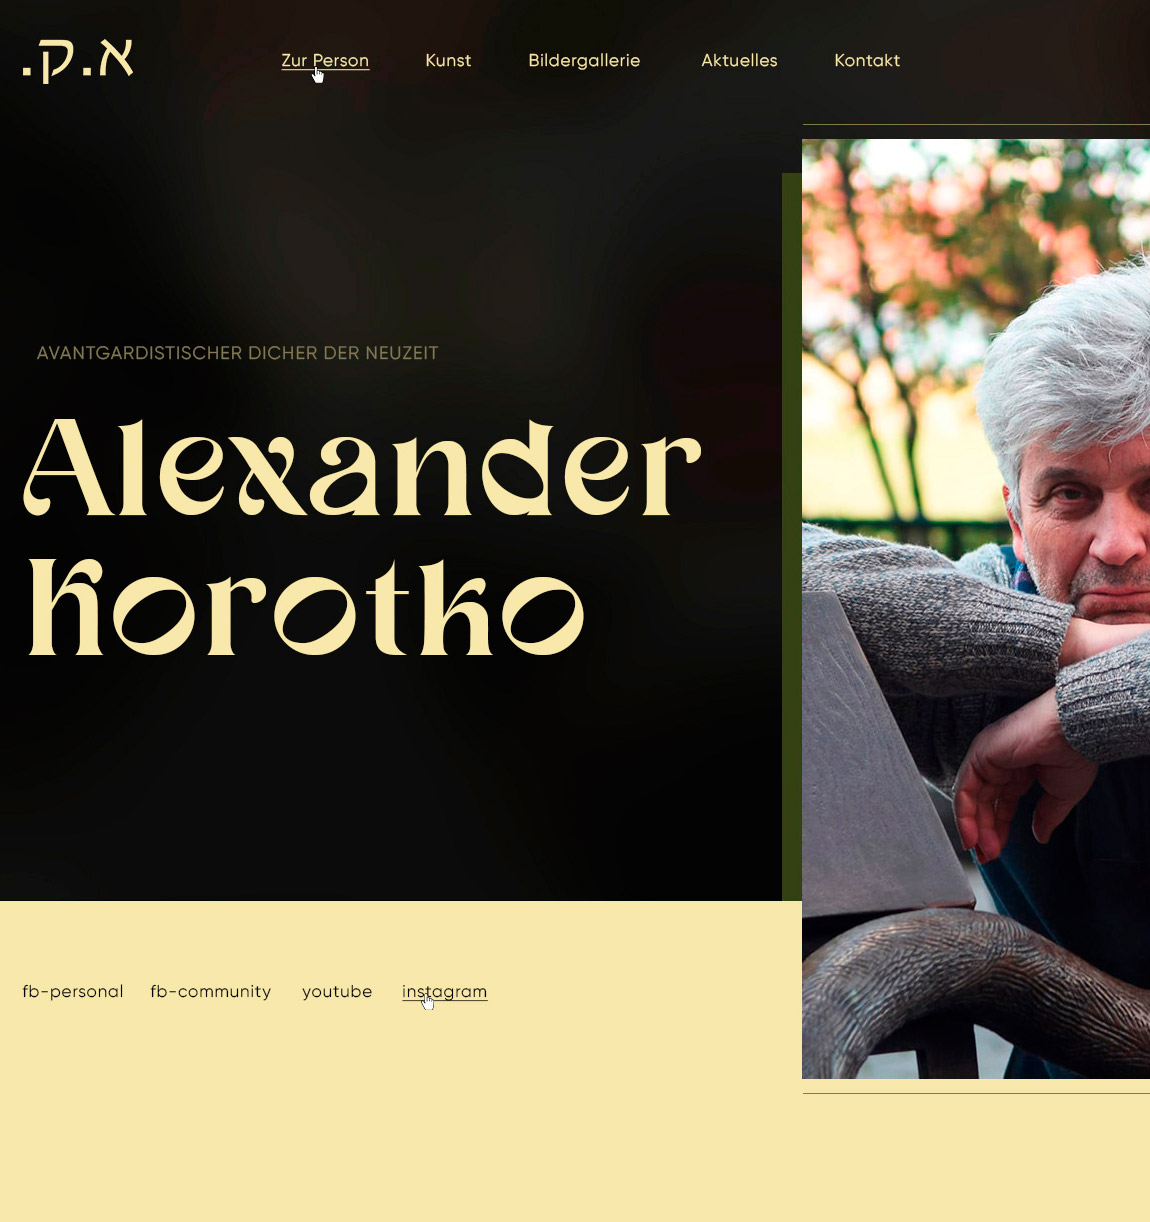 א.ק.
Zur Person Kunst Bildergallerie Aktuelles Kontakt
AVANTGARDISTISCHER DICHER DER NEUZEIT
Alexander
Korotko
fb-personal fb-community youtube instagram